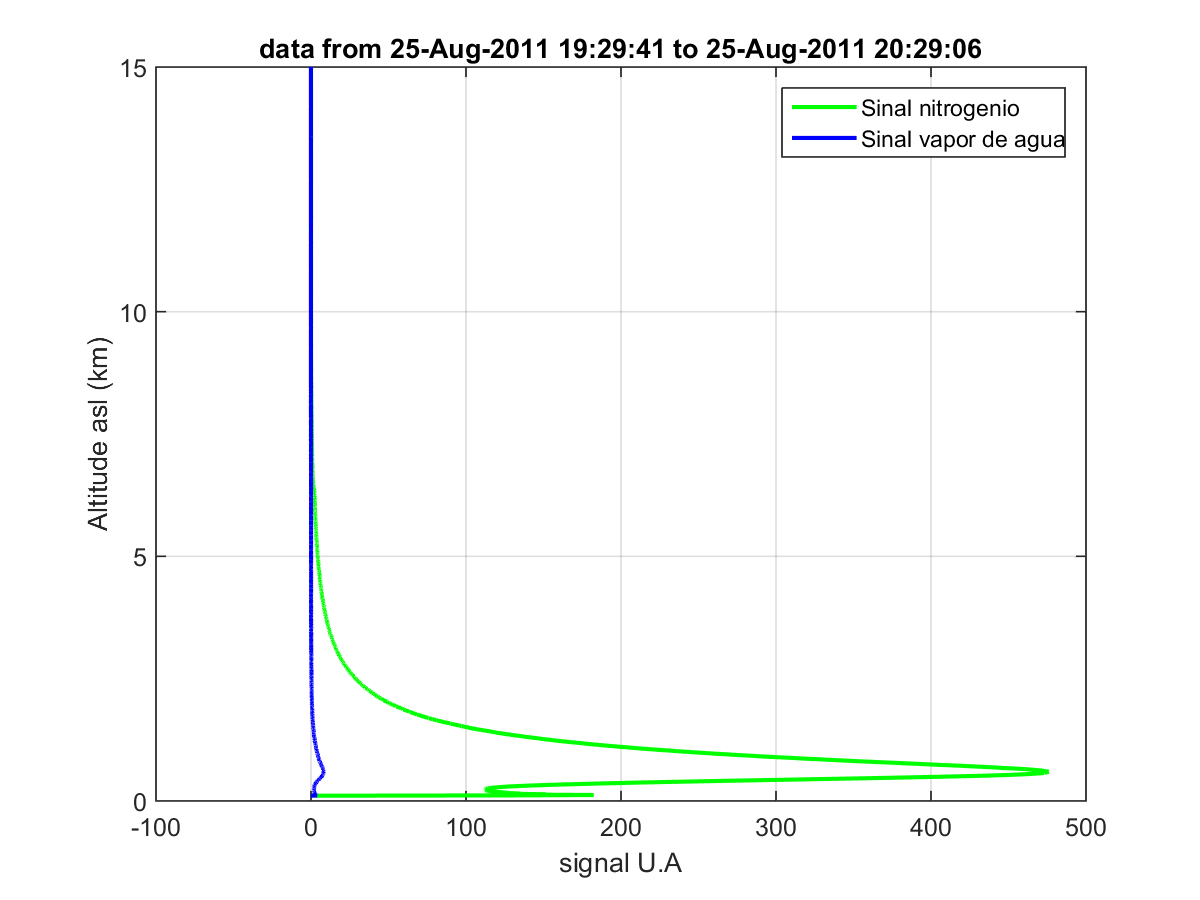 data from 25-Aug-2011 19:29:41 to 25-Aug-2011 20:29:06
Sinal nitrogenio
Sinal vapor de agua
15
10
5
0
Altitude asl (km)
-100 0 100 200 300 400 500
signal U.A